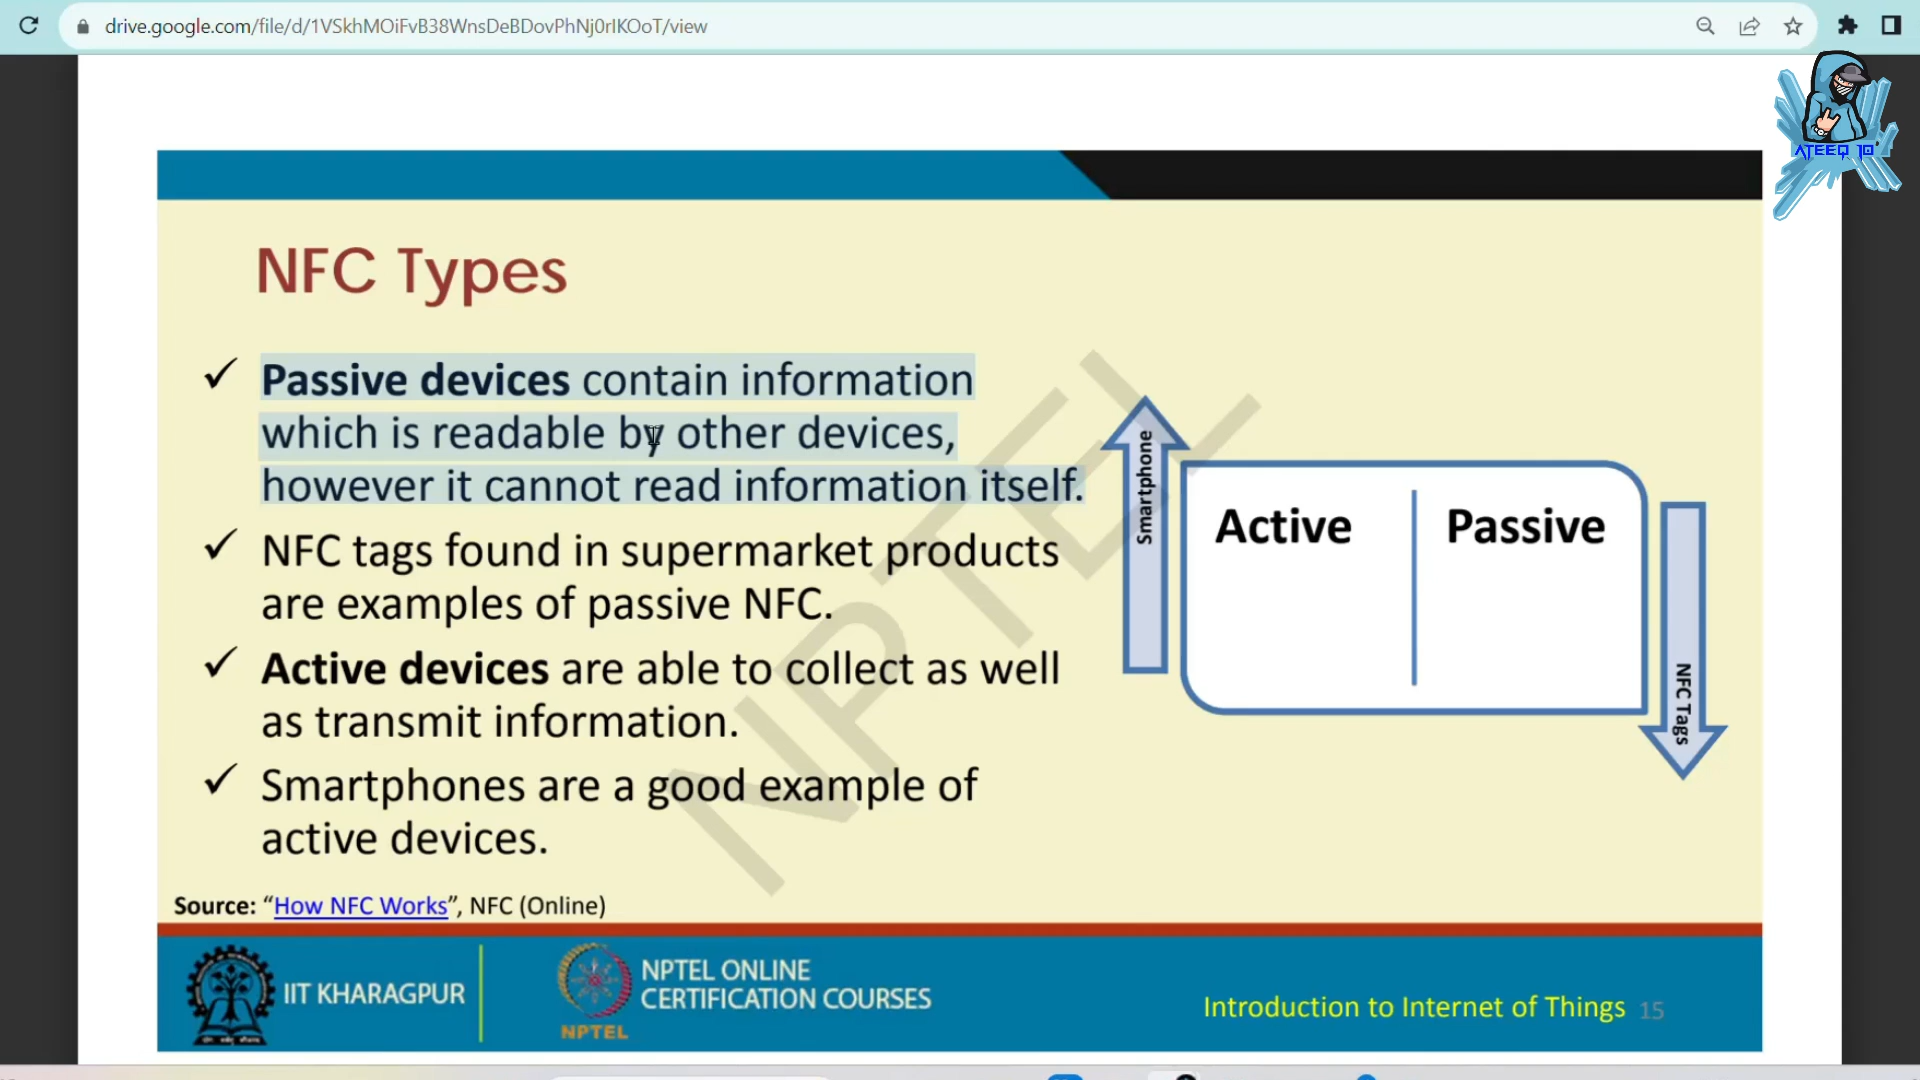 drive.google.com/file/d/1VSkhMOiFvB38WnsDeBDovPhNj0rIKOoT/view
ATEEQ 10
NFC Types
✓ Passive devices contain information
which is readable by other devices,
however it cannot read information itself.
✓ NFC tags found in supermarket products
are examples of passive NFC.
✓ Active devices are able to collect as well
as transmit information.
✓ Smartphones are a good example of
active devices.
Smartphone
Active
Passive
NFC Tags
NPTEL
Source: “How NFC Works”, NFC (Online)
IIT KHARAGPUR
NPTEL
NPTEL ONLINE
CERTIFICATION COURSES
Introduction to Internet of Things 15